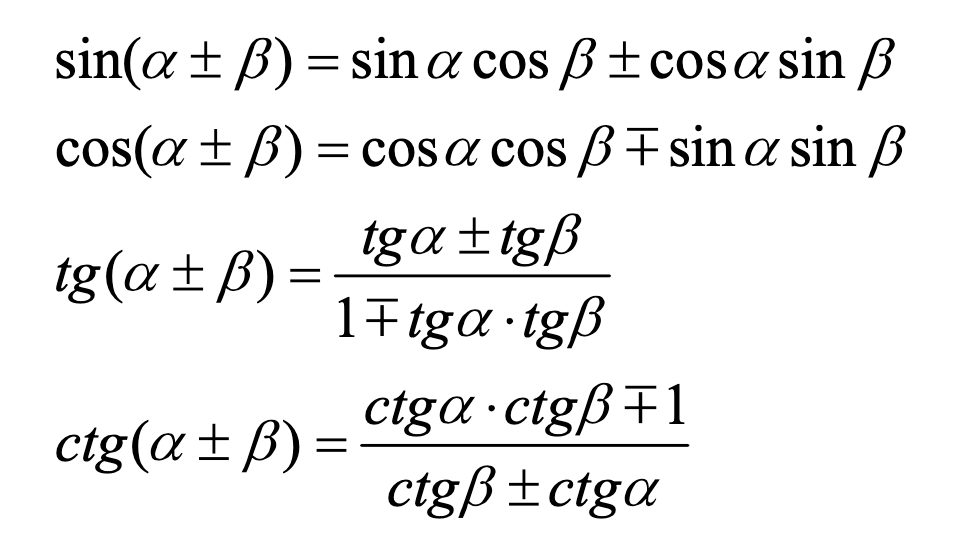 sin(α ± β) = sin α cos β ± cos α sin β
cos(α ± β) = cos α cos β ∓ sin α sin β
tg(α ± β) = (tgα ± tgβ) / (1 ∓ tgα · tgβ)
ctg(α ± β) = (ctgα · ctgβ ∓ 1) / (ctgβ ± ctgα)